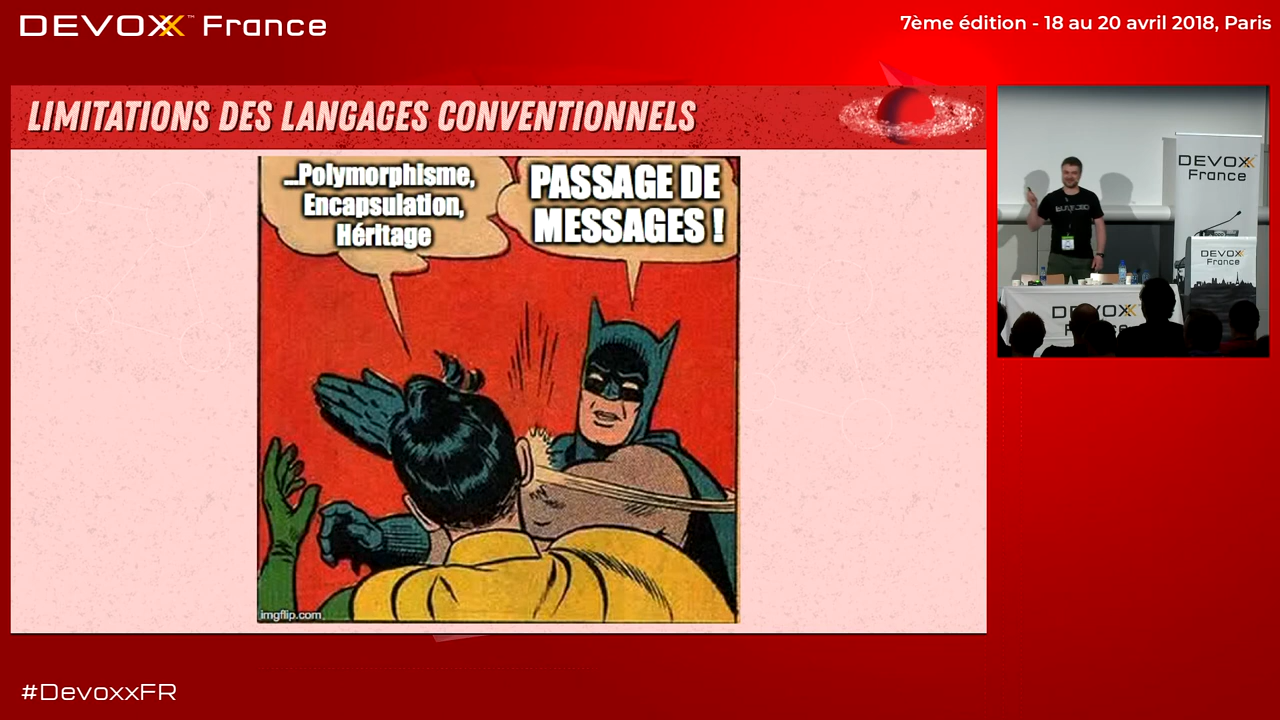 DEVOXX™ France
7ème édition - 18 au 20 avril 2018, Paris
LIMITATIONS DES LANGAGES CONVENTIONNELS
...Polymorphisme,
Encapsulation,
Héritage
PASSAGE DE
MESSAGES !
imgflip.com
DEVOXX
France
DEVOXX
France
DEVOXX
#DevoxxFR